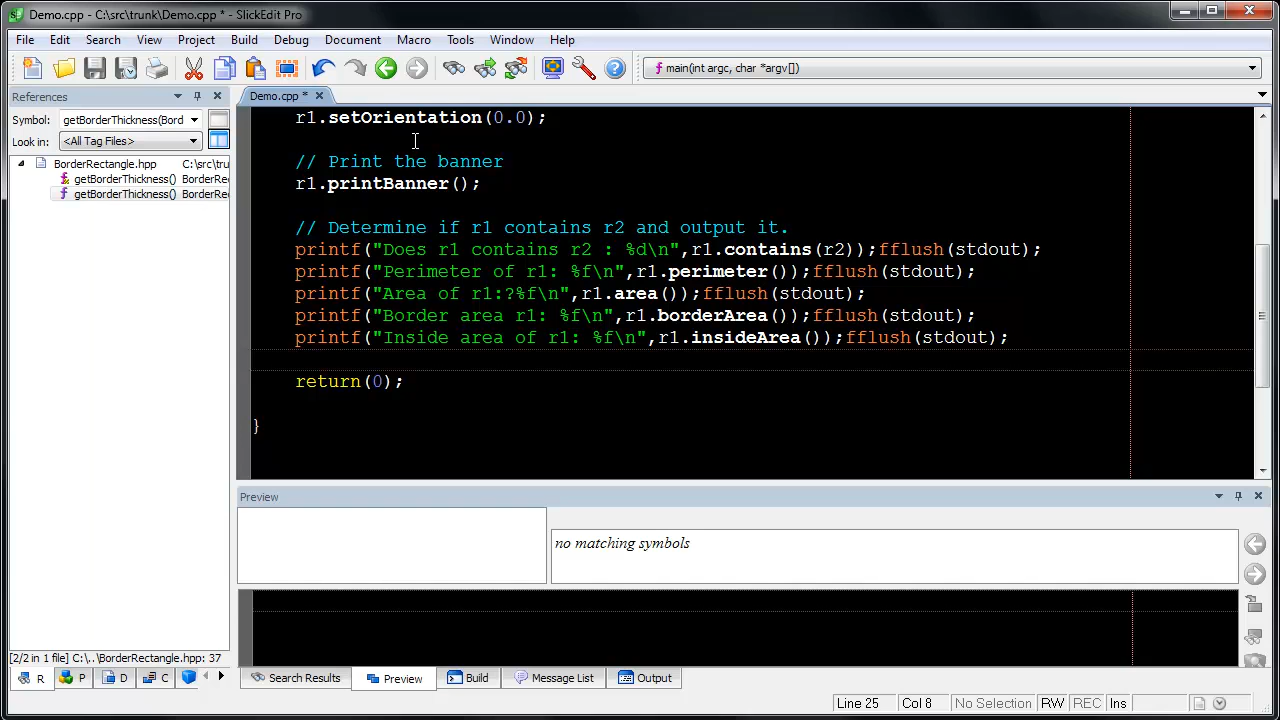 Demo.cpp - C:\src\trunk\Demo.cpp * - SlickEdit Pro
File Edit Search View Project Build Debug Document Macro Tools Window Help
main(int argc, char *argv[])
References
Demo.cpp *
Symbol: getBorderThickness(Bord
Look in: <All Tag Files>
BorderRectangle.hpp C:\src\tru
getBorderThickness() BorderRe
getBorderThickness() BorderRe
r1.setOrientation(0.0);
// Print the banner
r1.printBanner();
// Determine if r1 contains r2 and output it.
printf("Does r1 contains r2 : %d\n",r1.contains(r2));fflush(stdout);
printf("Perimeter of r1: %f\n",r1.perimeter());fflush(stdout);
printf("Area of r1:?%f\n",r1.area());fflush(stdout);
printf("Border area r1: %f\n",r1.borderArea());fflush(stdout);
printf("Inside area of r1: %f\n",r1.insideArea());fflush(stdout);
return(0);
}
Preview
no matching symbols
[2/2 in 1 file] C:\..\BorderRectangle.hpp: 37
R P D C
Search Results Preview Build Message List Output
Line 25 Col 8 No Selection RW REC Ins